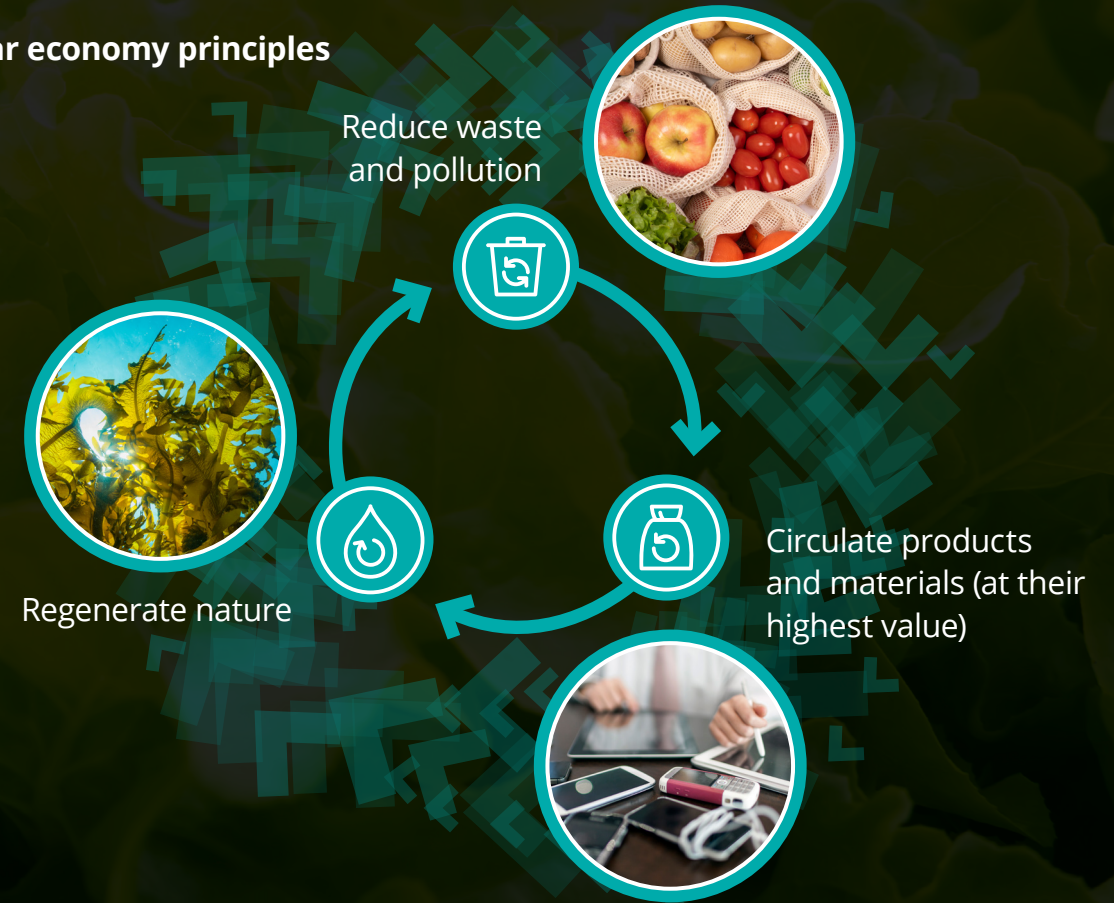 ar economy principles
Reduce waste
and pollution
Circulate products
and materials (at their
highest value)
Regenerate nature